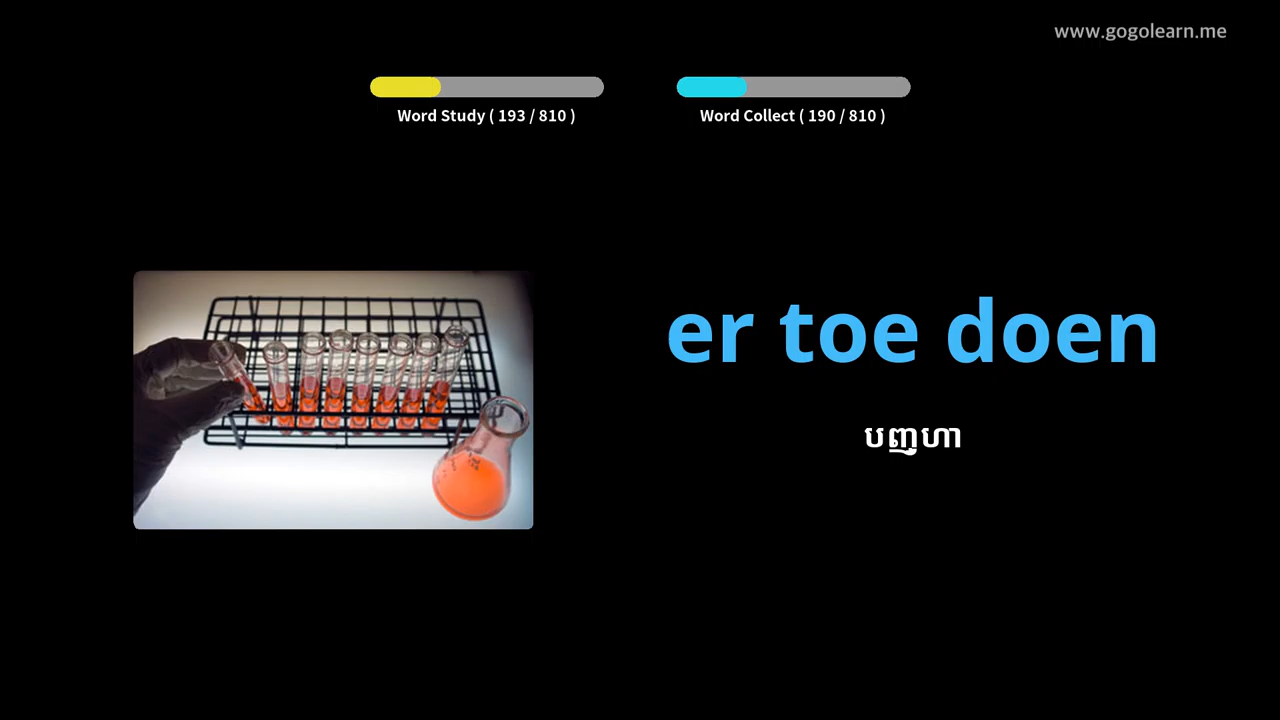 www.gogolearn.me
Word Study ( 193 / 810 )
Word Collect ( 190 / 810 )
er toe doen
បញ្ហា